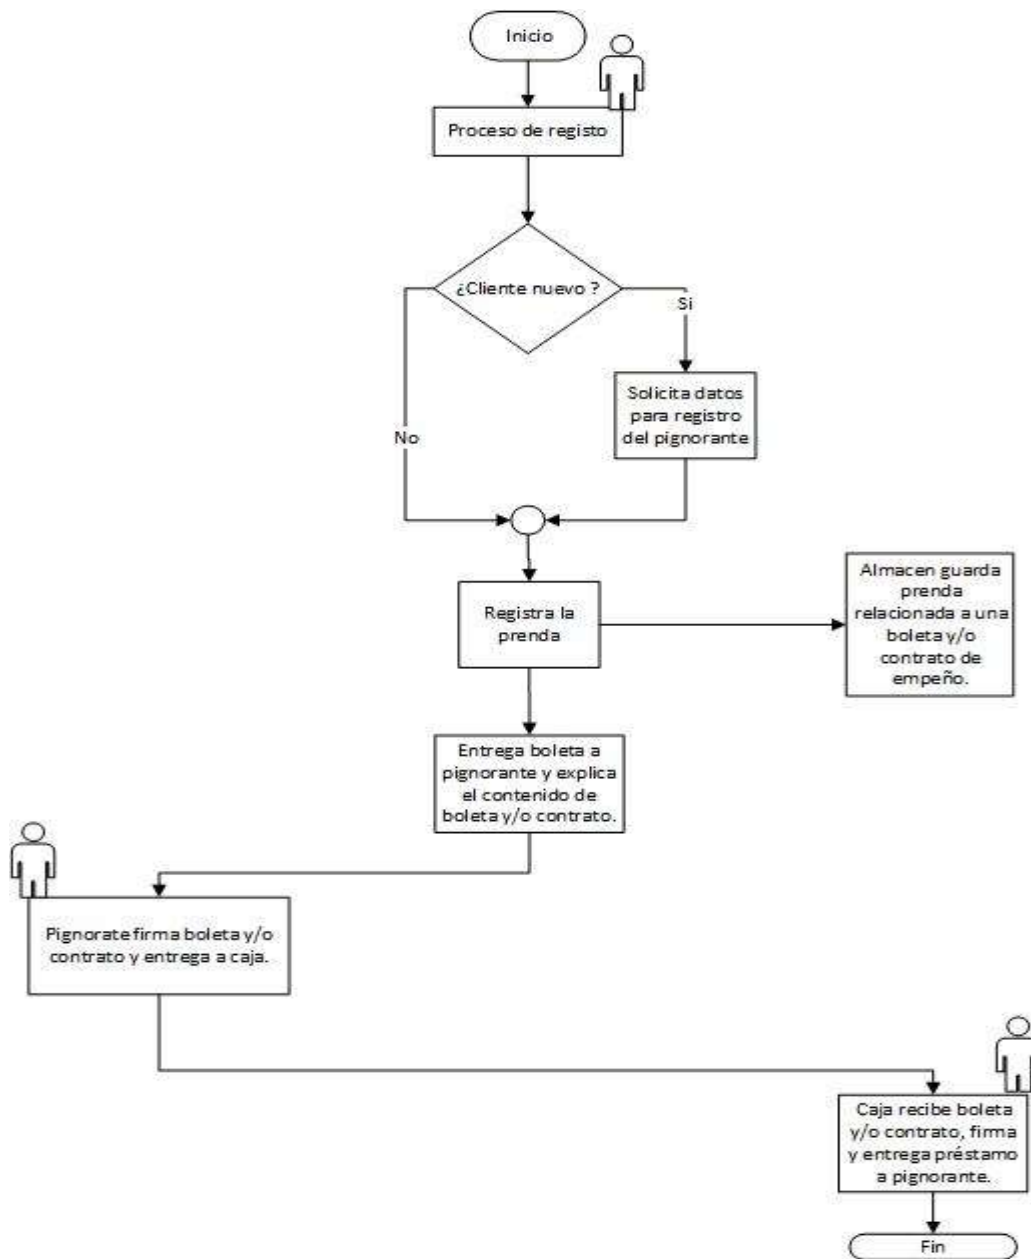 Inicio
Proceso de registo
¿Cliente nuevo ?
Si
Solicita datos
para registro
del pignorante
No
Registra la
prenda
Almacen guarda
prenda
relacionada a una
boleta y/o
contrato de
empeño.
Entrega boleta a
pignorante y explica
el contenido de
boleta y/o contrato.
Pignorate firma boleta y/o
contrato y entrega a caja.
Caja recibe boleta
y/o contrato, firma
y entrega préstamo
a pignorante.
Fin